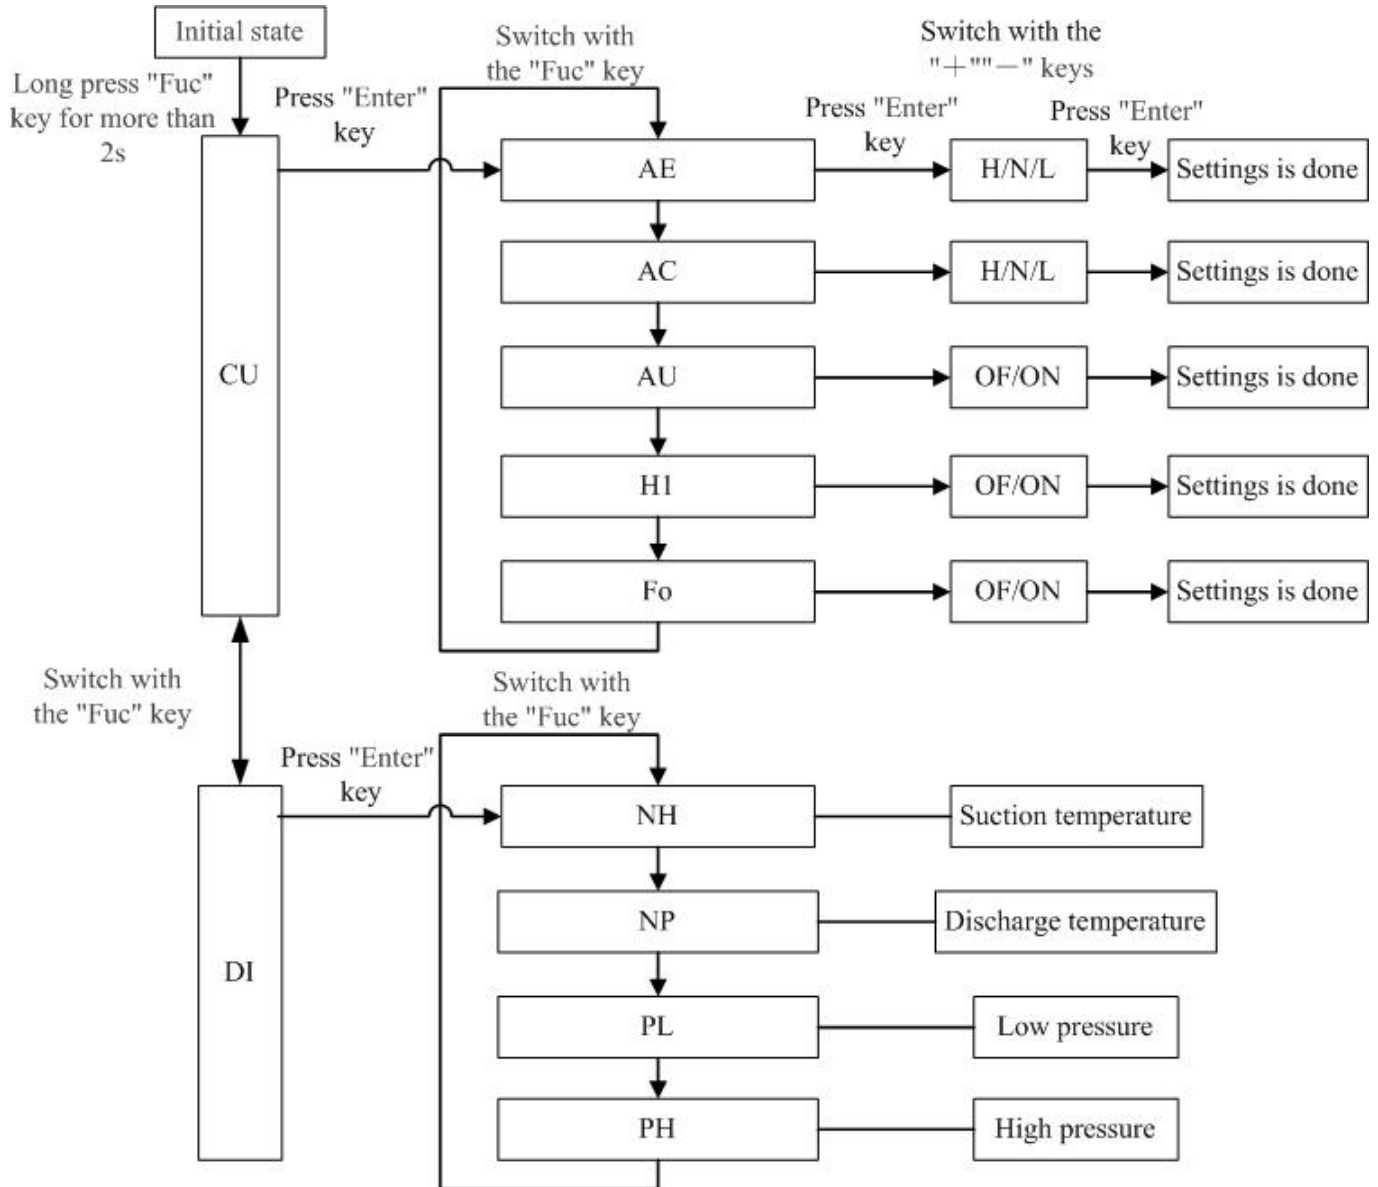 Initial state
Long press "Fuc"
key for more than
2s
Press "Enter"
key
Switch with
the "Fuc" key
Switch with the
"+""−" keys
Press "Enter"
key
Press "Enter"
key
CU
AE
H/N/L
Settings is done
AC
H/N/L
Settings is done
AU
OF/ON
Settings is done
H1
OF/ON
Settings is done
Fo
OF/ON
Settings is done
Switch with
the "Fuc" key
Switch with
the "Fuc" key
Press "Enter"
key
DI
NH
Suction temperature
NP
Discharge temperature
PL
Low pressure
PH
High pressure